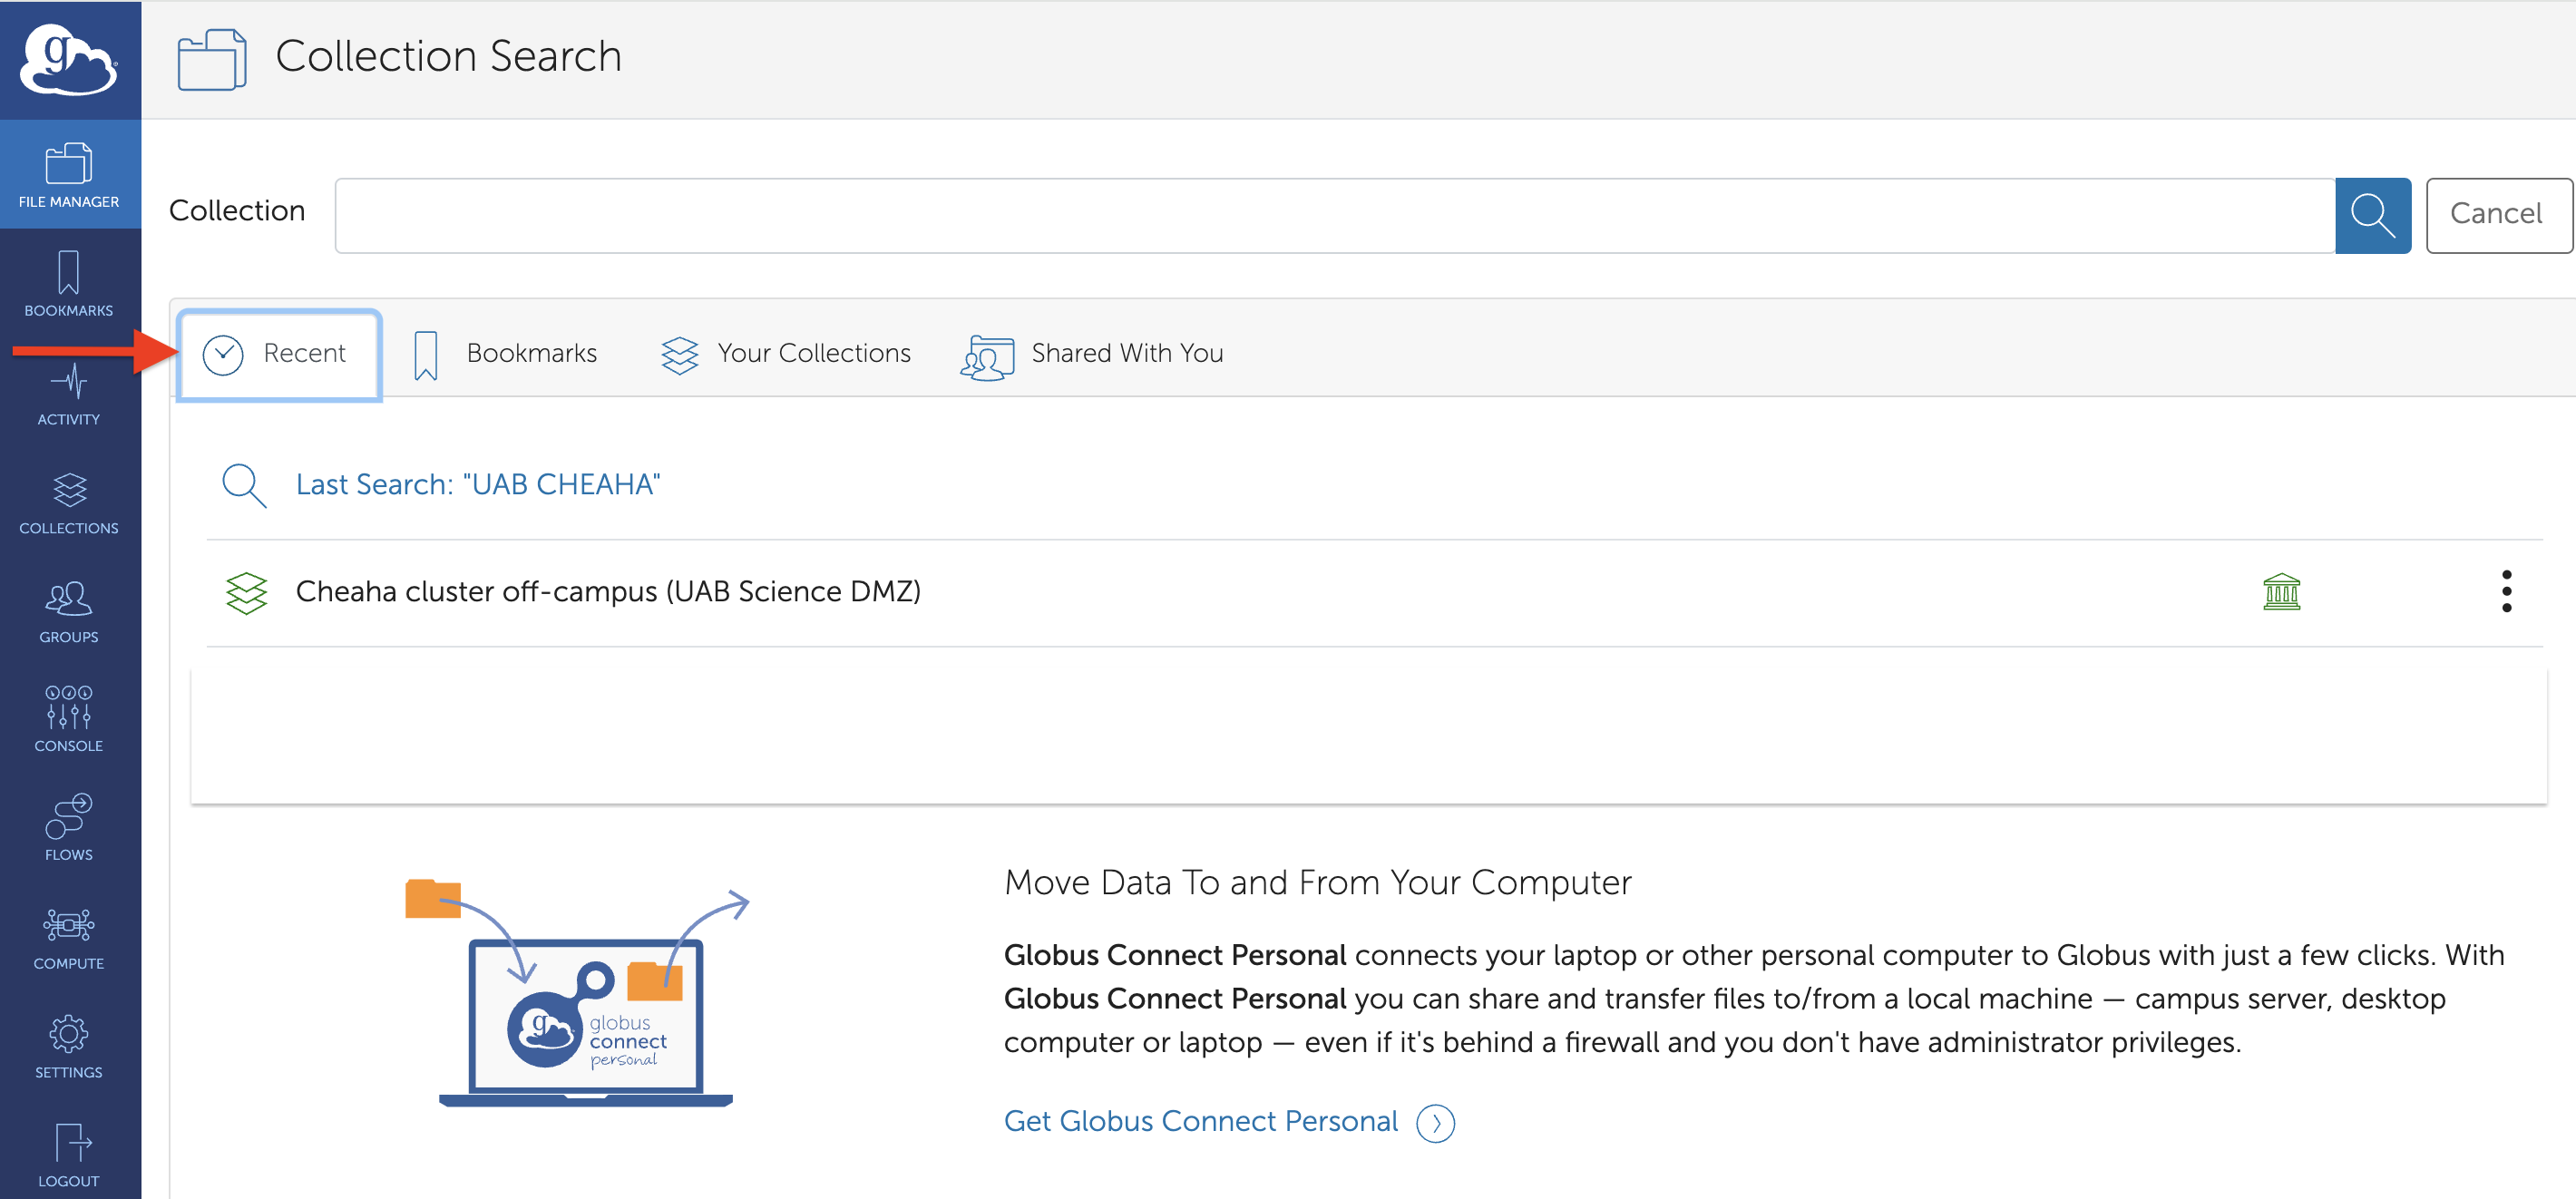 g
Collection Search
FILE MANAGER
BOOKMARKS
ACTIVITY
COLLECTIONS
GROUPS
CONSOLE
FLOWS
COMPUTE
SETTINGS
LOGOUT
Collection
Cancel
Recent
Bookmarks
Your Collections
Shared With You
Last Search: "UAB CHEAHA"
Cheaha cluster off-campus (UAB Science DMZ)
g
globus
connect
personal
Move Data To and From Your Computer
Globus Connect Personal connects your laptop or other personal computer to Globus with just a few clicks. With
Globus Connect Personal you can share and transfer files to/from a local machine — campus server, desktop
computer or laptop — even if it's behind a firewall and you don't have administrator privileges.
Get Globus Connect Personal